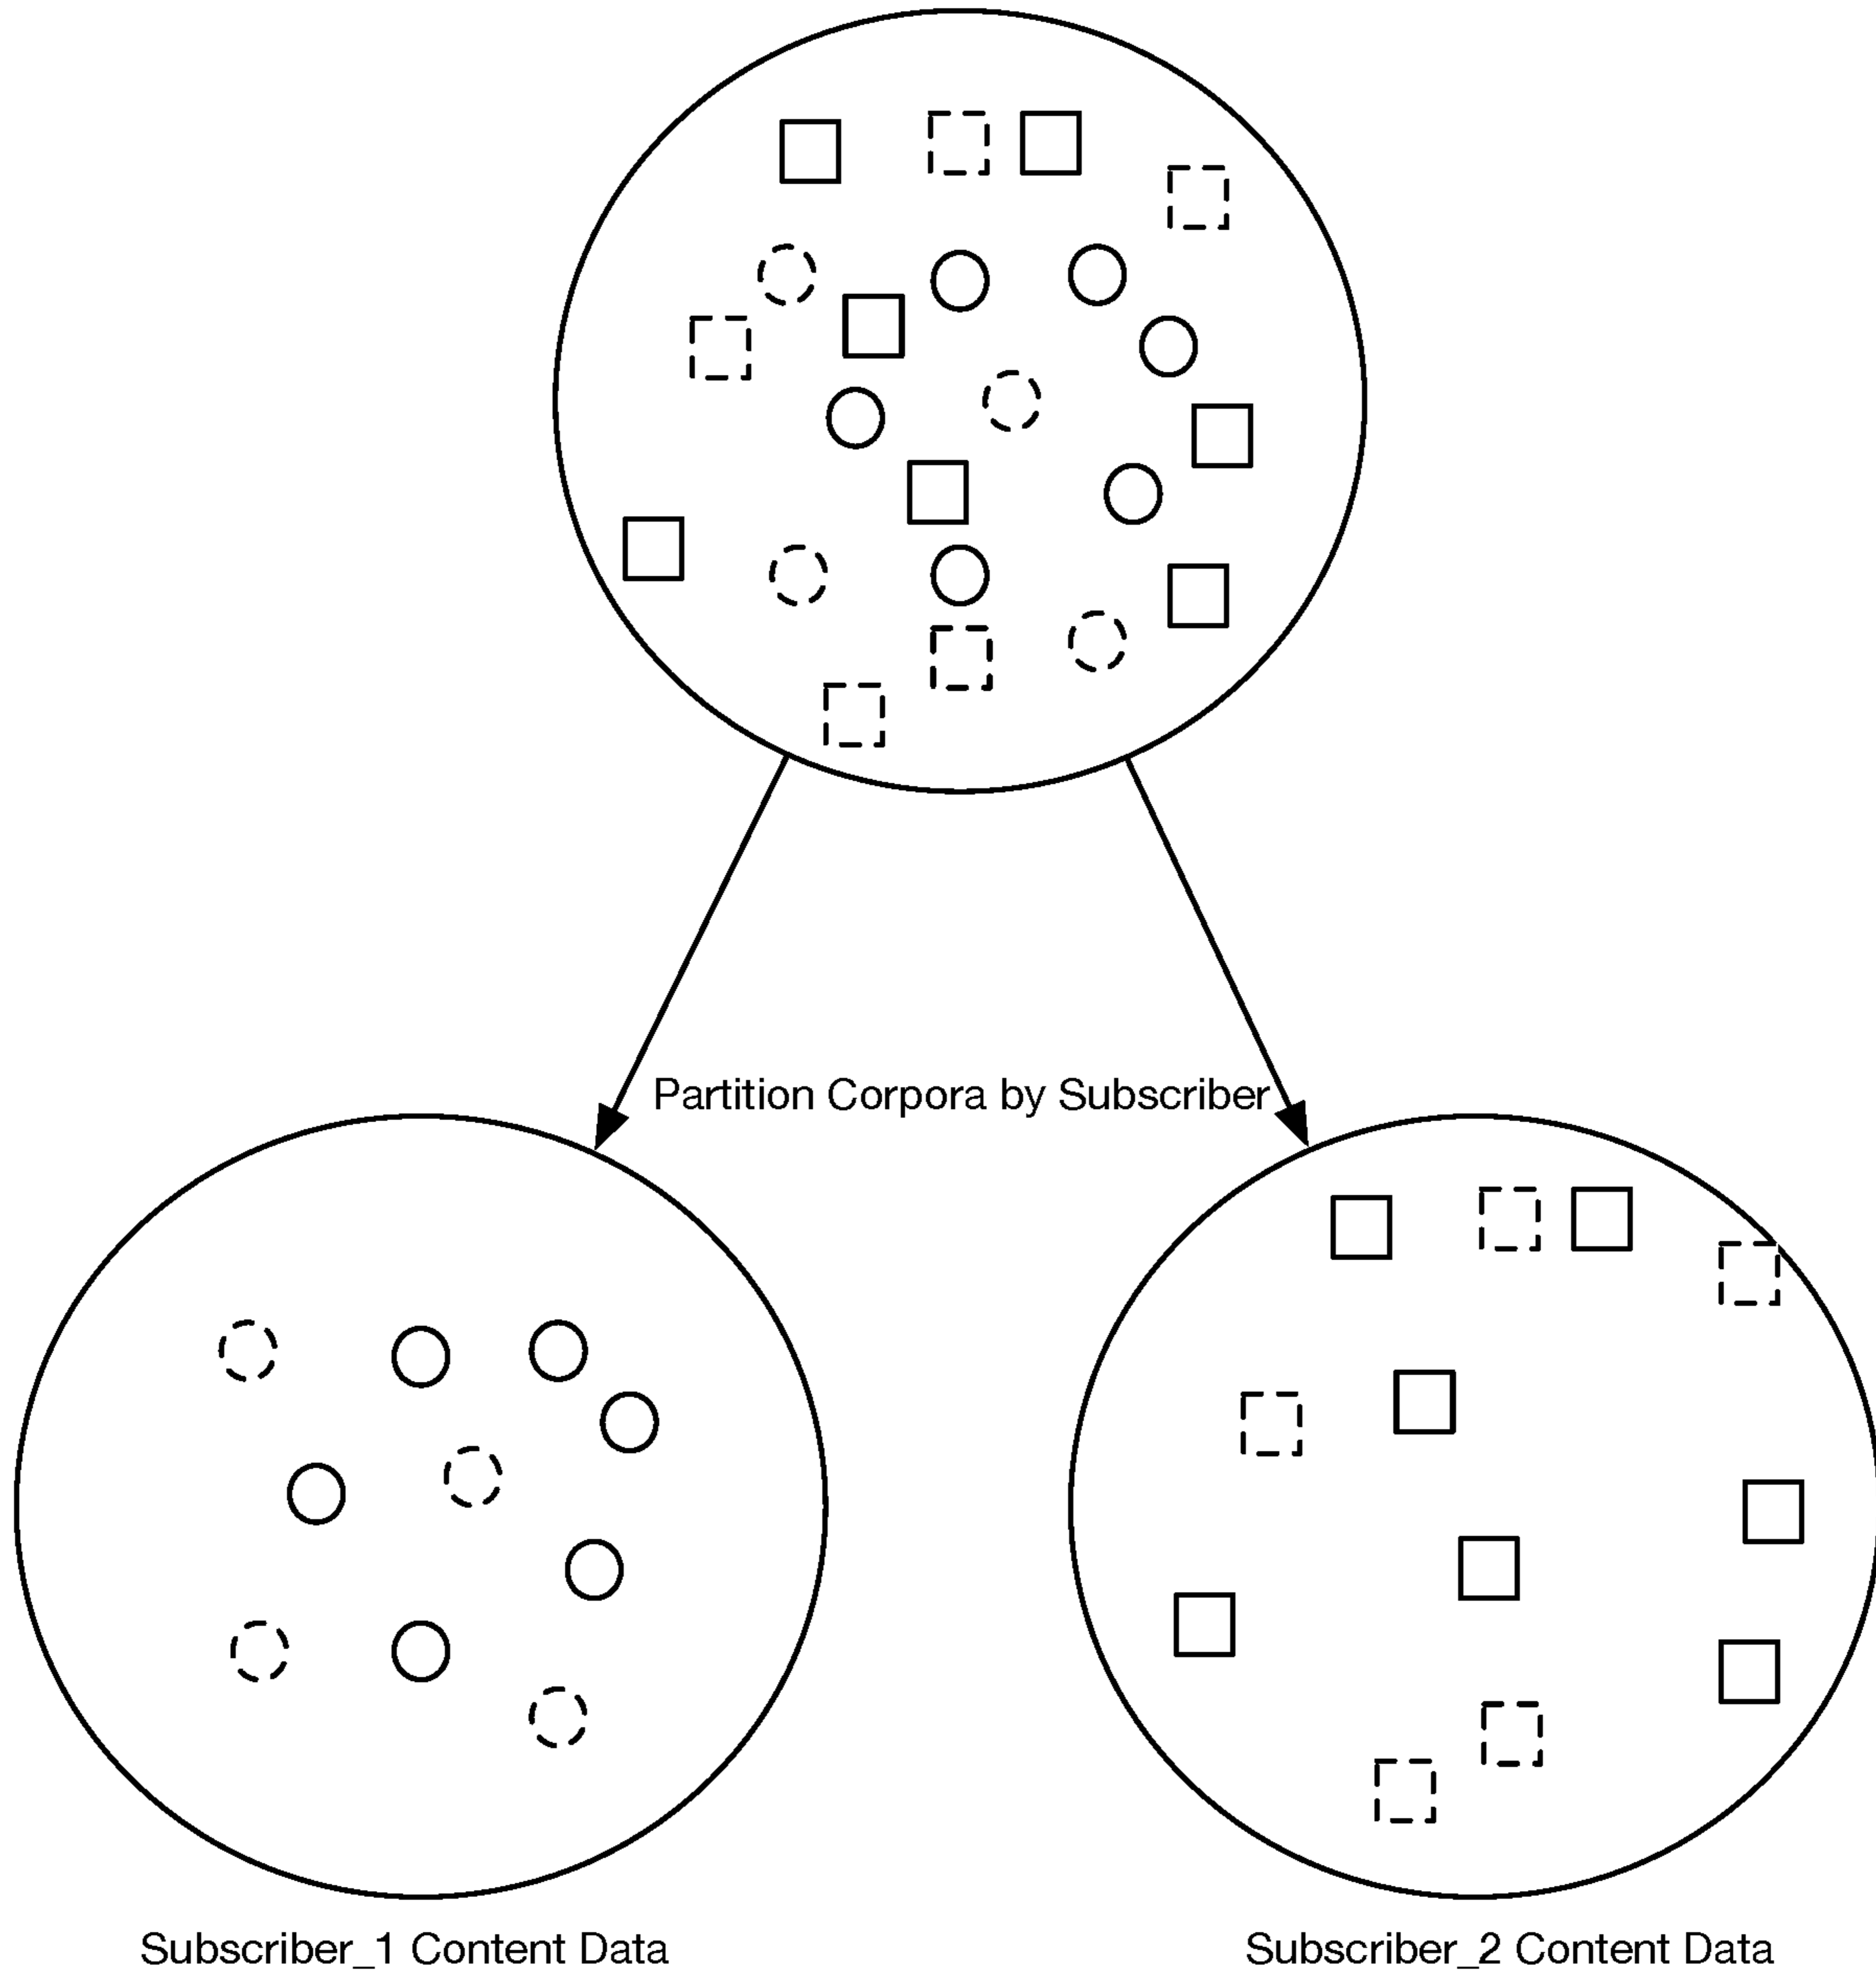 Partition Corpora by Subscriber
Subscriber_1 Content Data
Subscriber_2 Content Data